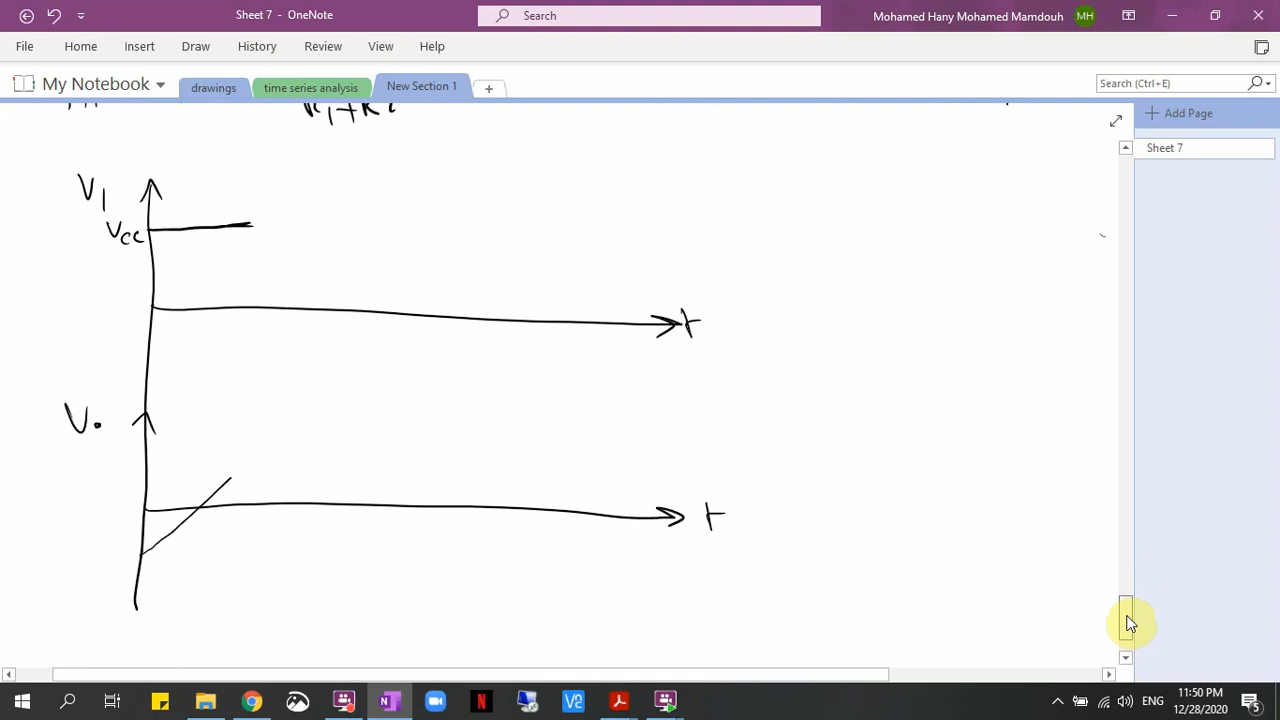 Sheet 7 - OneNote
Search
Mohamed Hany Mohamed Mamdouh
MH
File Home Insert Draw History Review View Help
My Notebook
drawings
time series analysis
New Section 1
Search (Ctrl+E)
Add Page
Sheet 7
V1
Vcc
t
Vo
t
ENG
11:50 PM
12/28/2020
5